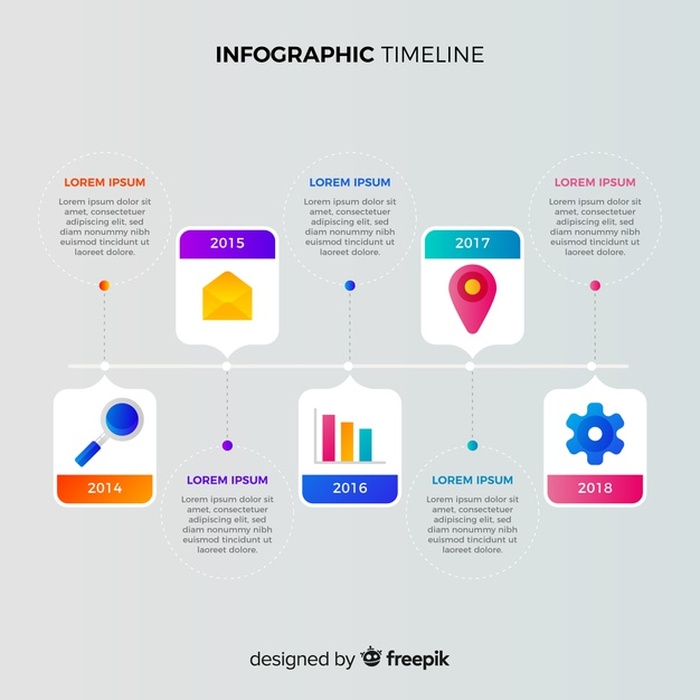 INFOGRAPHIC TIMELINE
LOREM IPSUM
Lorem ipsum dolor sit
amet, consectetuer
adipiscing elit, sed
diam nonummy nibh
euismod tincidunt ut
laoreet dolore.
2015
LOREM IPSUM
Lorem ipsum dolor sit
amet, consectetuer
adipiscing elit, sed
diam nonummy nibh
euismod tincidunt ut
laoreet dolore.
2017
LOREM IPSUM
Lorem ipsum dolor sit
amet, consectetuer
adipiscing elit, sed
diam nonummy nibh
euismod tincidunt ut
laoreet dolore.
2014
LOREM IPSUM
Lorem ipsum dolor sit
amet, consectetuer
adipiscing elit, sed
diam nonummy nibh
euismod tincidunt ut
laoreet dolore.
2016
LOREM IPSUM
Lorem ipsum dolor sit
amet, consectetuer
adipiscing elit, sed
diam nonummy nibh
euismod tincidunt ut
laoreet dolore.
2018
designed by freepik